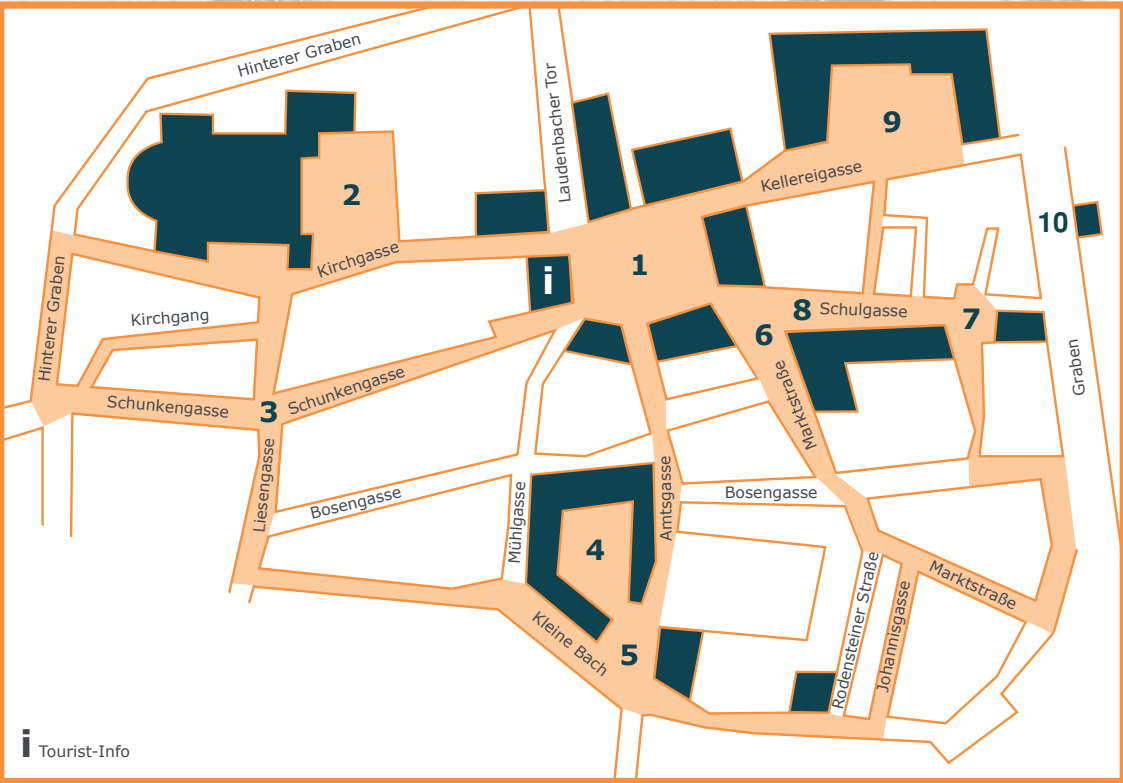 Hinterer Graben
Laudenbacher Tor
9
2
Kellereigasse
10
Kirchgasse
1
i
Hinterer Graben
Kirchgang
8
Schulgasse
7
6
Graben
Schunkengasse
3
Schunkengasse
Marktstraße
Liesengasse
Bosengasse
Mühlgasse
Amtsgasse
Bosengasse
4
Marktstraße
Rodensteiner Straße
Johannisgasse
Kleine Bach
5
i Tourist-Info